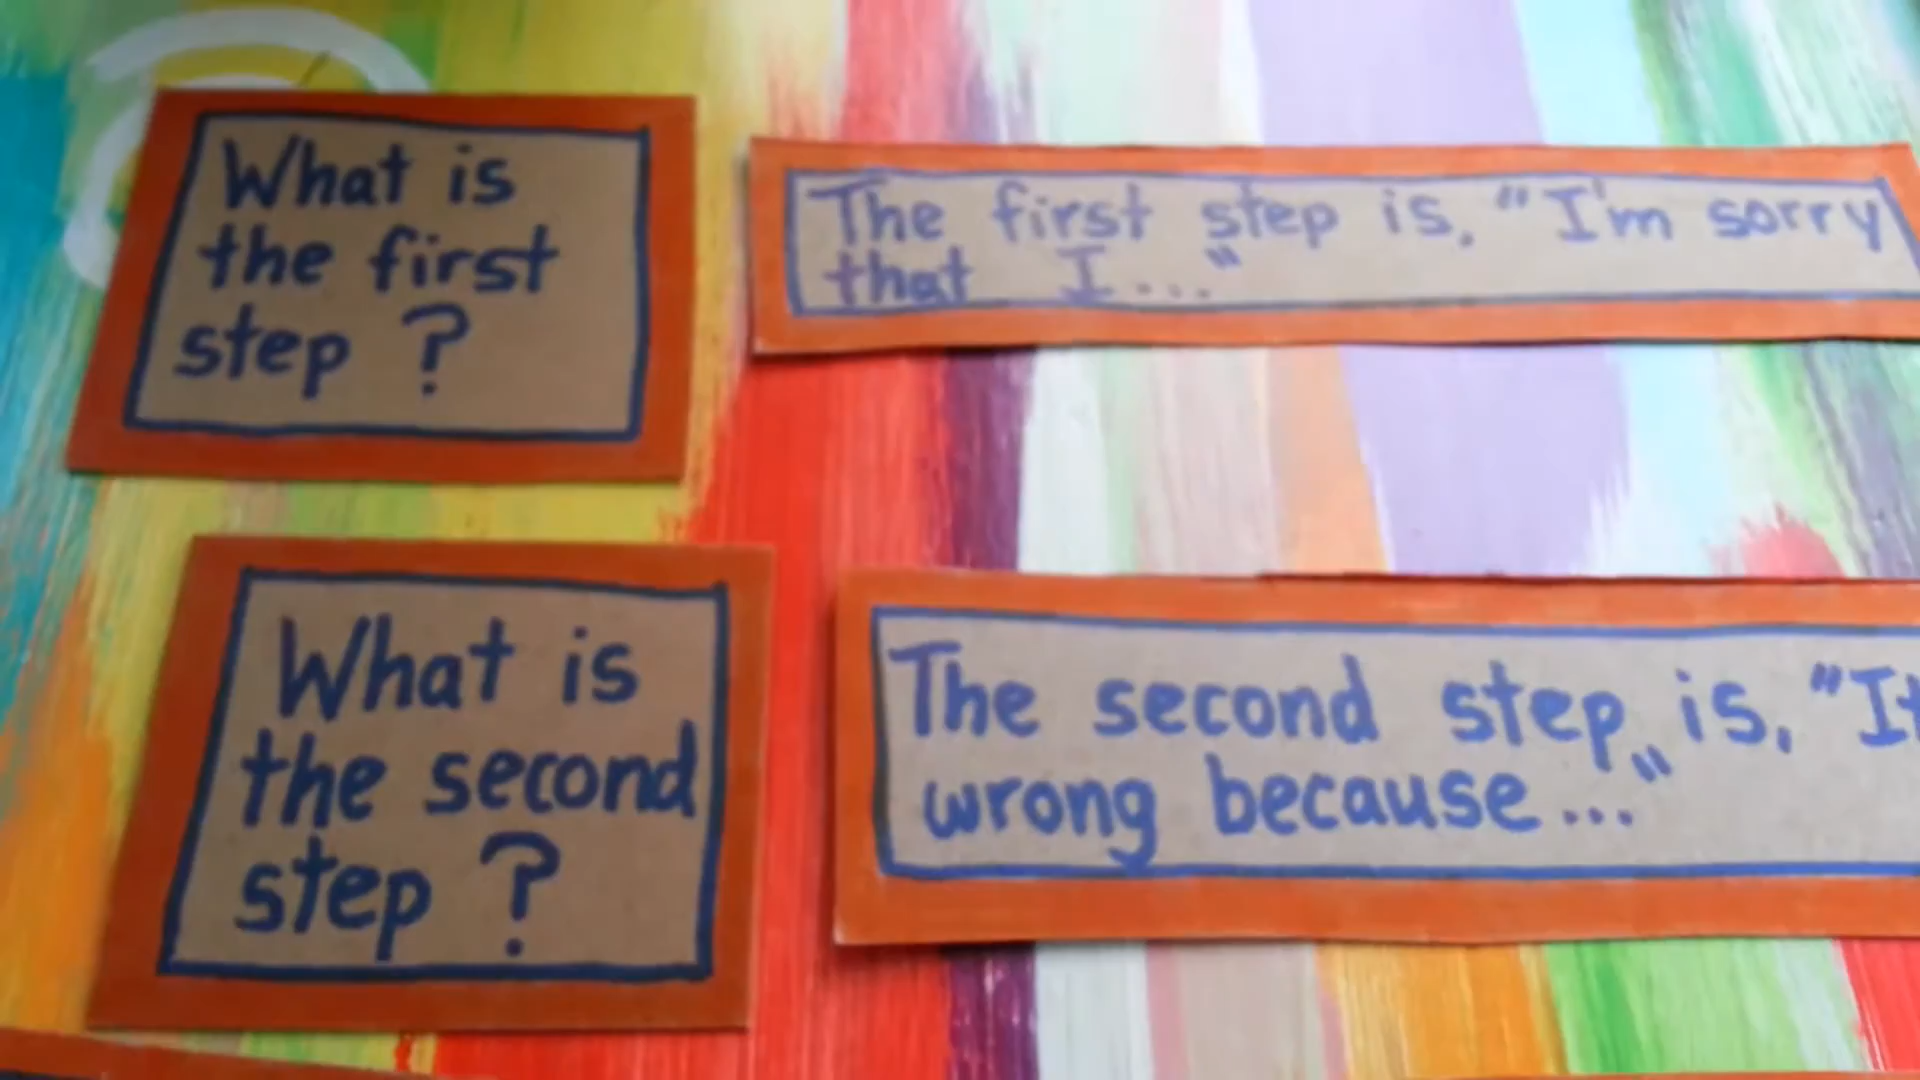 What is
the first
step ?
The first step is, "I'm sorry
that I..."
What is
the second
step ?
The second step is, "It
wrong because..."